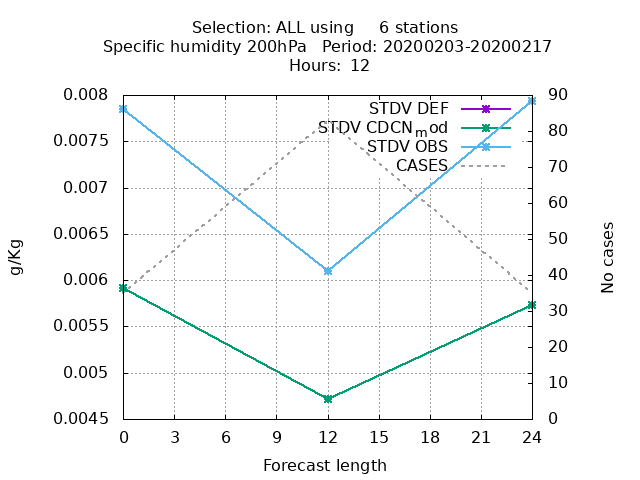 Selection: ALL using     6 stations
Specific humidity 200hPa   Period: 20200203-20200217
Hours:  12
STDV DEF
STDV CDCNmod
STDV OBS
CASES
0.008
0.0075
0.007
0.0065
0.006
0.0055
0.005
0.0045
g/Kg
90
80
70
60
50
40
30
20
10
0
No cases
0 3 6 9 12 15 18 21 24
Forecast length